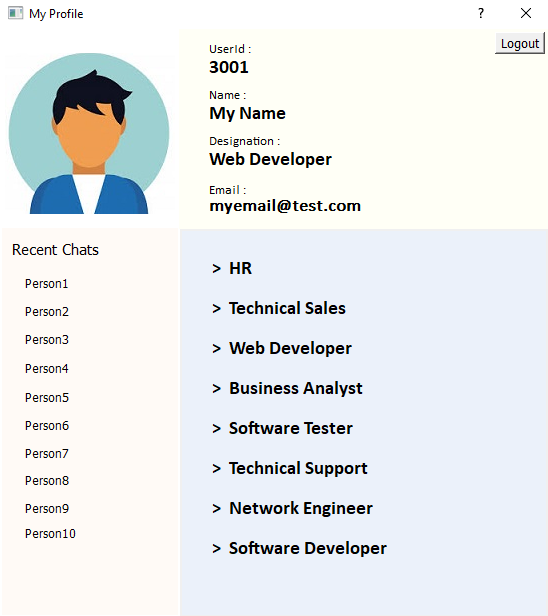 My Profile
?
Logout
UserId :
3001
Name :
My Name
Designation :
Web Developer
Email :
myemail@test.com
Recent Chats
Person1
Person2
Person3
Person4
Person5
Person6
Person7
Person8
Person9
Person10
> HR
> Technical Sales
> Web Developer
> Business Analyst
> Software Tester
> Technical Support
> Network Engineer
> Software Developer